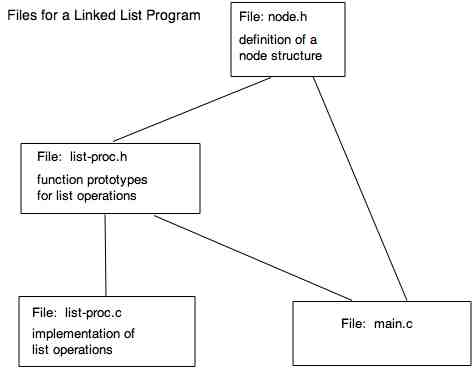 Files for a Linked List Program
File: node.h
definition of a
node structure
File: list-proc.h
function prototypes
for list operations
File: list-proc.c
implementation of
list operations
File: main.c